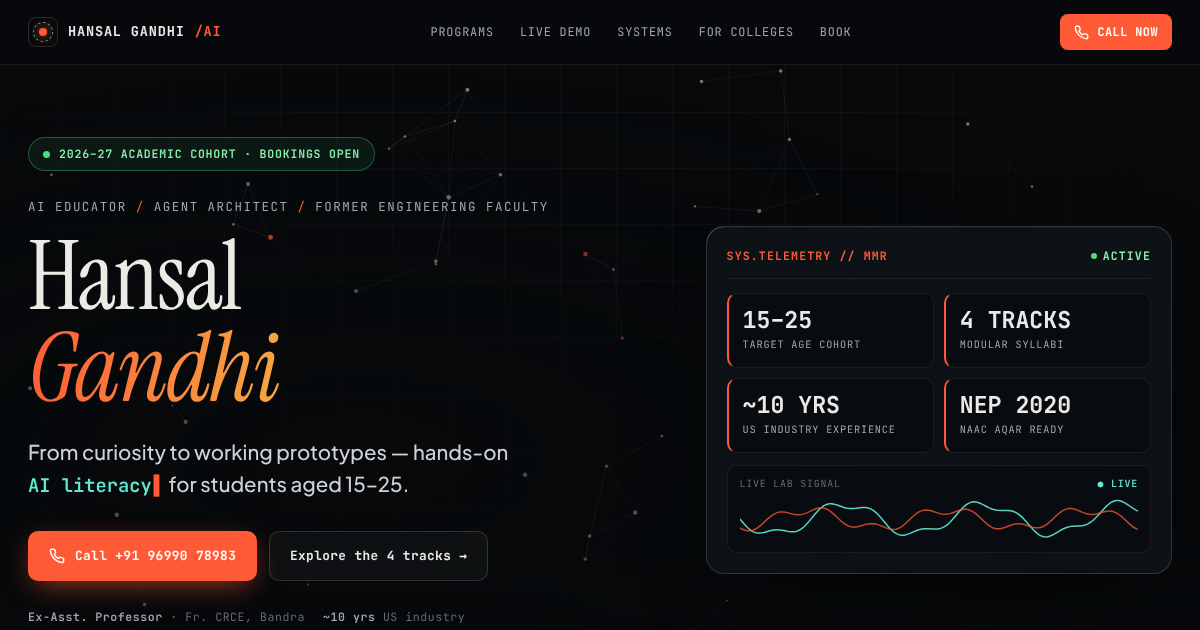 HANSAL GANDHI /AI
PROGRAMS LIVE DEMO SYSTEMS FOR COLLEGES BOOK
CALL NOW
2026–27 ACADEMIC COHORT · BOOKINGS OPEN
AI EDUCATOR / AGENT ARCHITECT / FORMER ENGINEERING FACULTY
Hansal
Gandhi
From curiosity to working prototypes — hands-on
AI literacy for students aged 15–25.
Call +91 96990 78983
Explore the 4 tracks →
Ex-Asst. Professor · Fr. CRCE, Bandra ~10 yrs US industry
SYS.TELEMETRY // MMR
ACTIVE
15–25
TARGET AGE COHORT
4 TRACKS
MODULAR SYLLABI
~10 YRS
US INDUSTRY EXPERIENCE
NEP 2020
NAAC AQAR READY
LIVE LAB SIGNAL
● LIVE